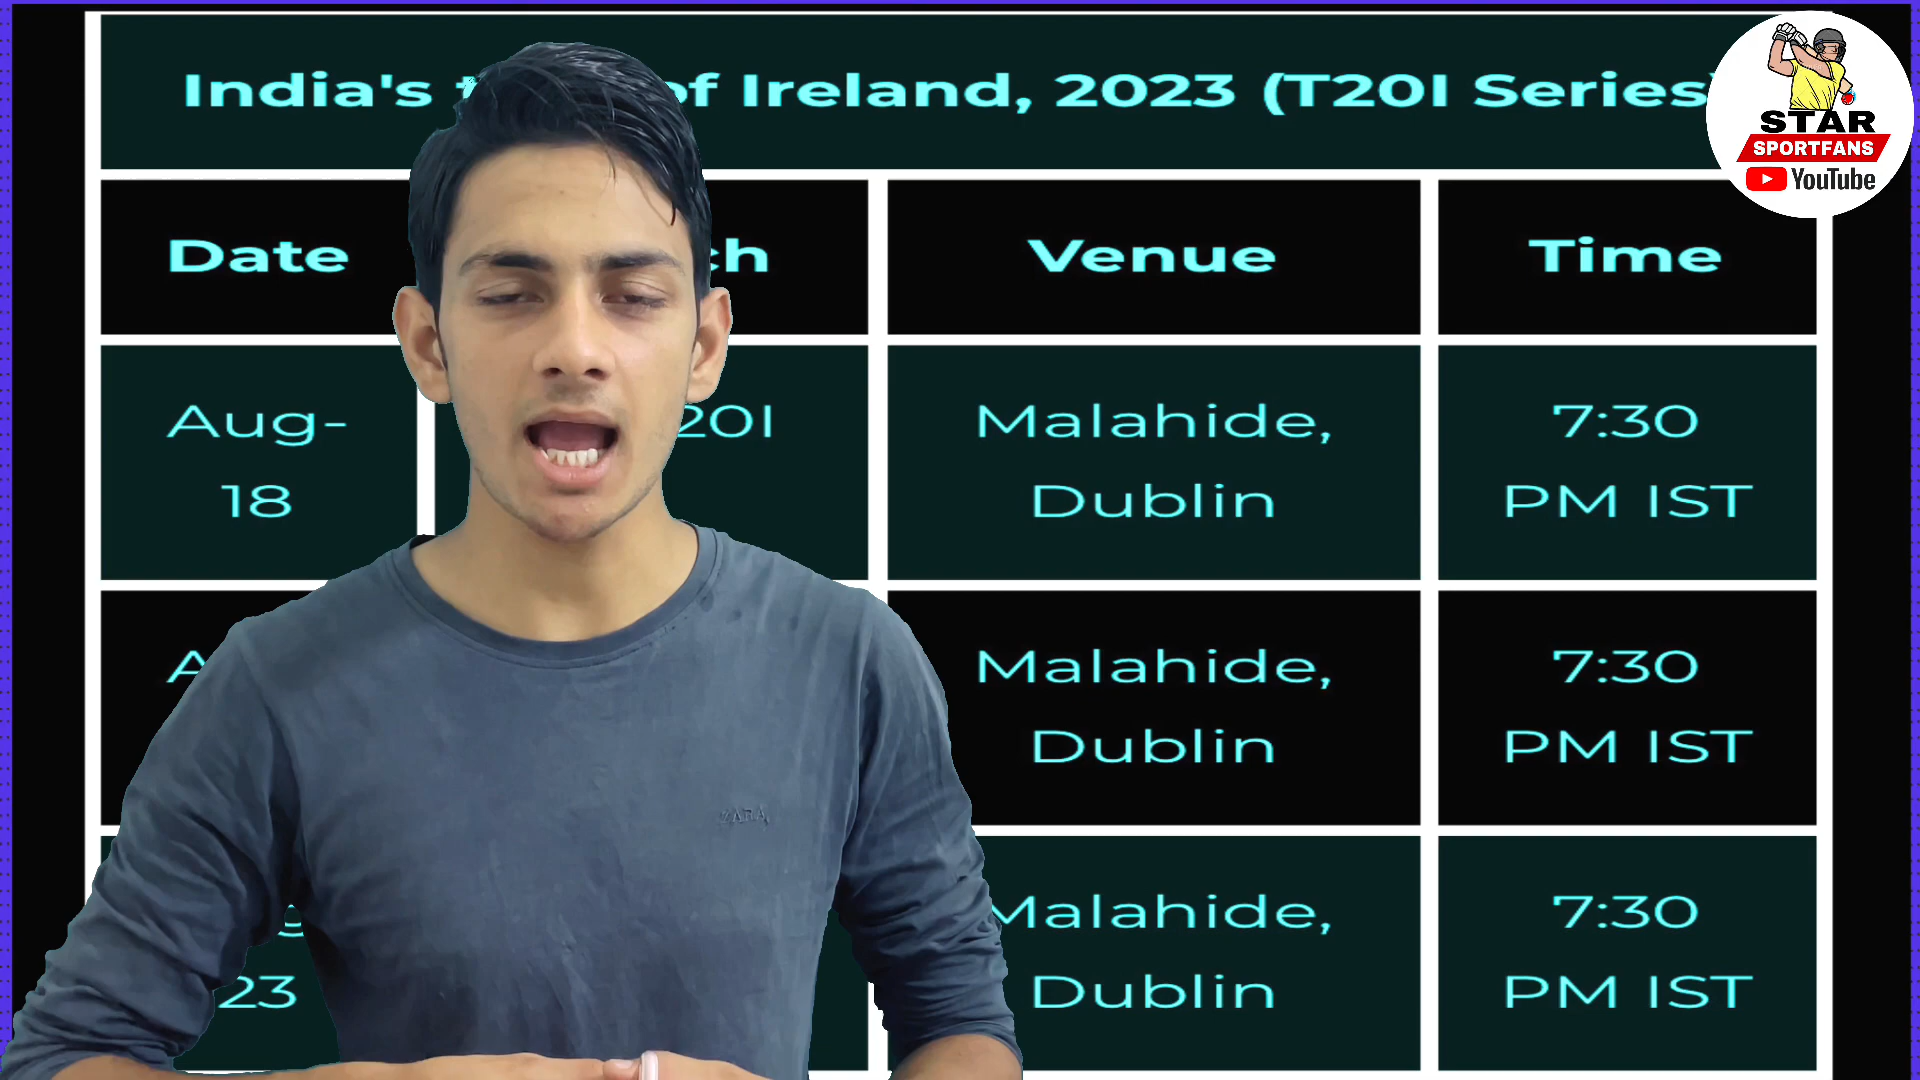 India's of Ireland, 2023 (T20I Series)
STAR
SPORTFANS
YouTube
Date Venue Time
Aug-
18
Malahide,
Dublin
7:30
PM IST
Malahide,
Dublin
7:30
PM IST
23
Malahide,
Dublin
7:30
PM IST
ZARA